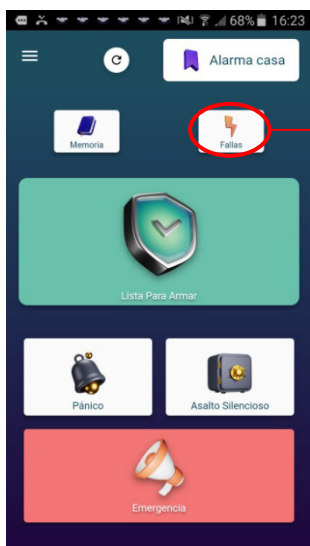 68% 16:23
Alarma casa
Memoria Fallas
Lista Para Armar
Pánico Asalto Silencioso
Emergencia